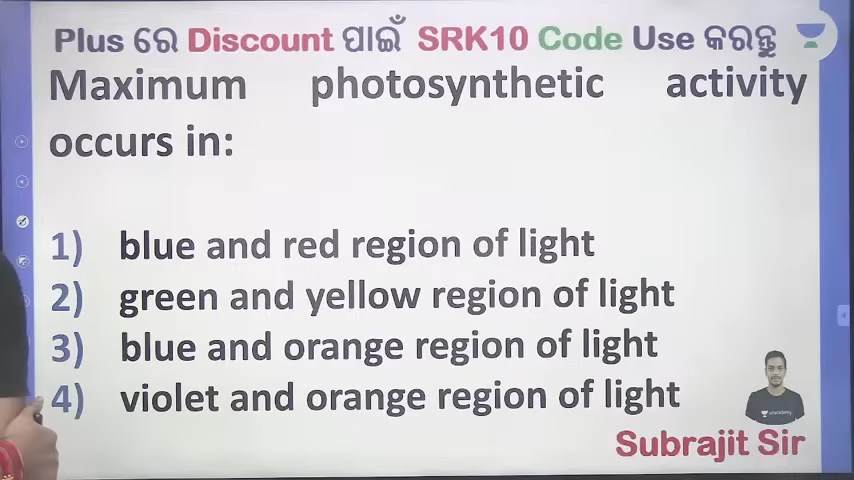 Plus ରେ Discount ପାଇଁ SRK10 Code Use କରନ୍ତୁ
Maximum photosynthetic activity
occurs in:
1) blue and red region of light
2) green and yellow region of light
3) blue and orange region of light
4) violet and orange region of light
unacademy
Subrajit Sir